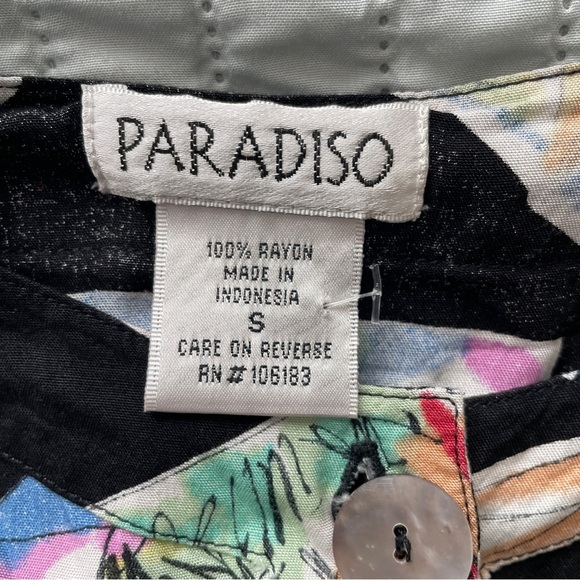 PARADISO
100% RAYON
MADE IN
INDONESIA
S
CARE ON REVERSE
RN # 106183